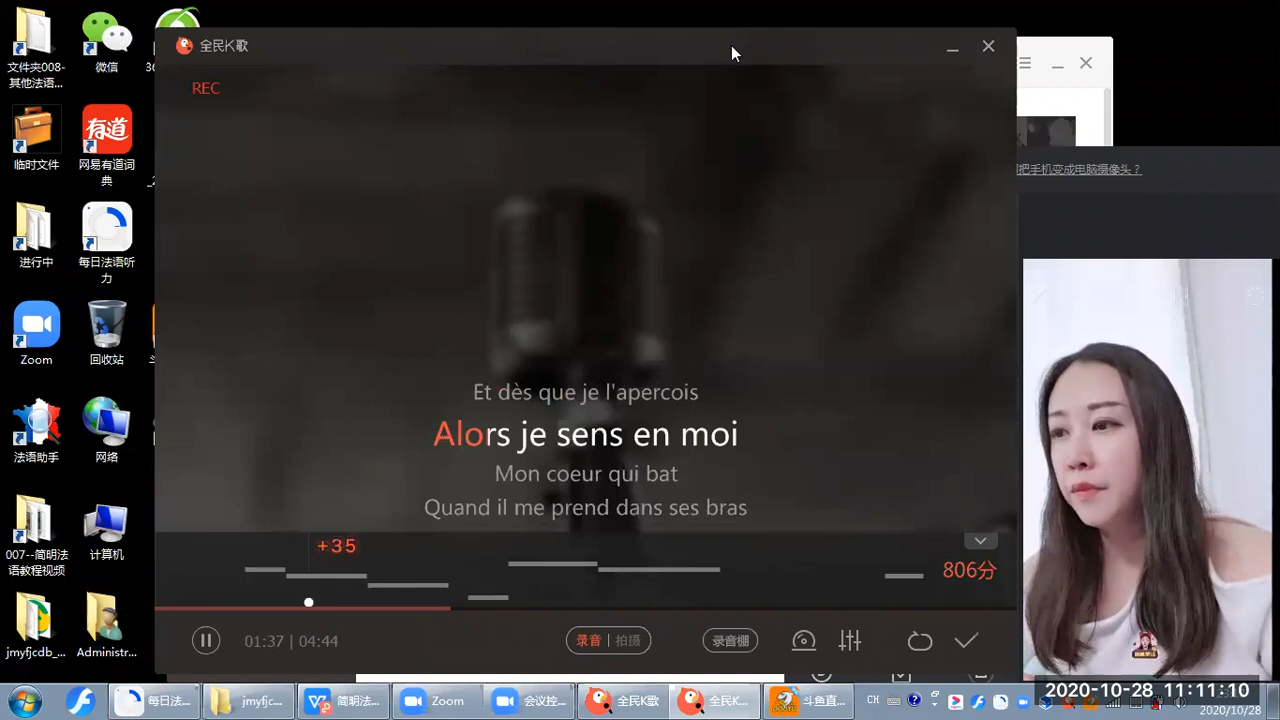 文件夹008-
其他法语...
微信
36
临时文件
有道
网易有道词
典
_2
进行中
每日法语听
力
Zoom
回收站
法语助手
网络
007--简明法
语教程视频
计算机
jmyfjcdb_...
Administr...
全民K歌
REC
Et dès que je l'apercois
Alors je sens en moi
Mon coeur qui bat
Quand il me prend dans ses bras
+35
806分
01:37 | 04:44
录音 | 拍摄
录音棚
把手机变成电脑摄像头？
每日法...
jmyfjc...
简明法...
Zoom
会议控...
全民K歌
全民K...
斗鱼直...
CH
2020-10-28 11:11:10
2020/10/28